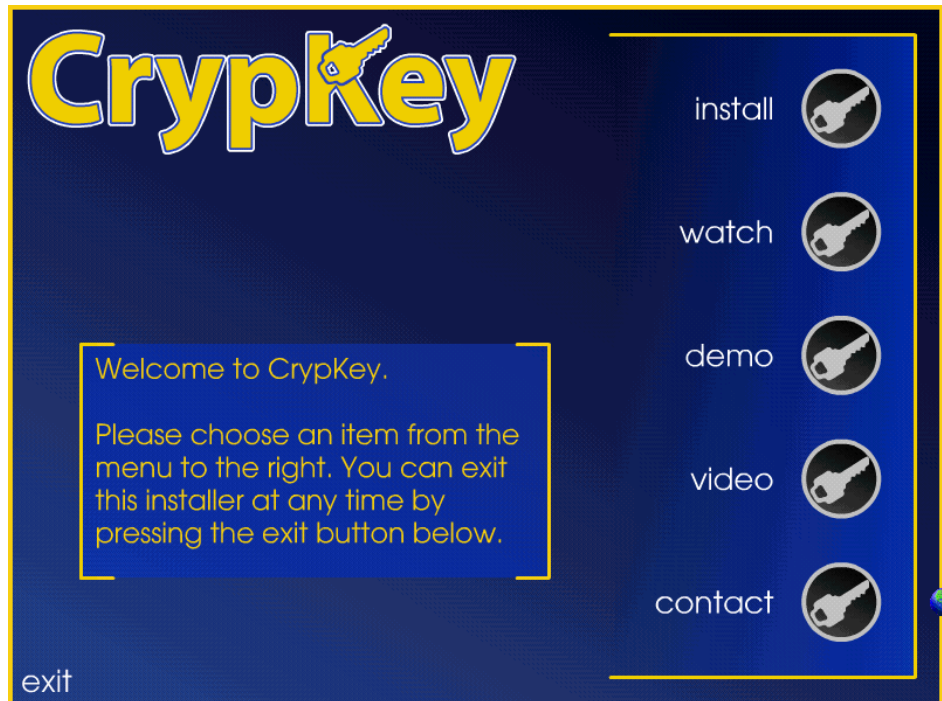 CrypKey
install
watch
demo
video
contact
Welcome to CrypKey.
Please choose an item from the
menu to the right. You can exit
this installer at any time by
pressing the exit button below.
exit